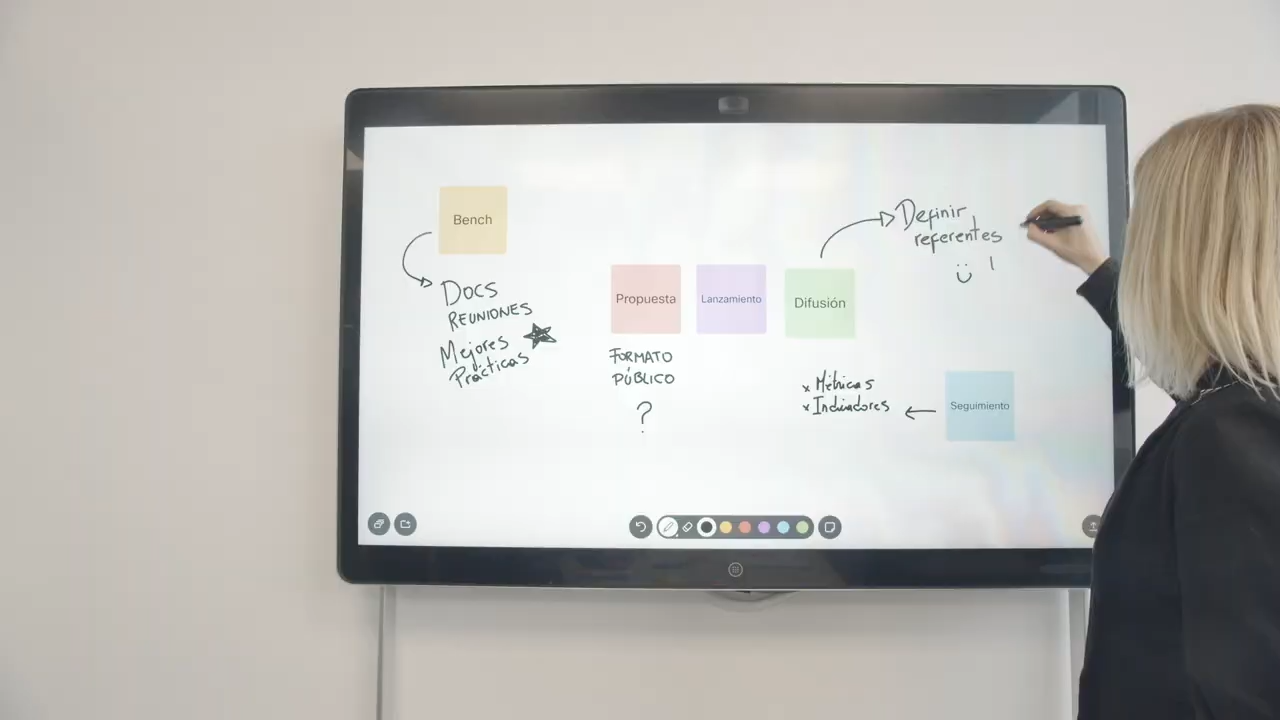 Bench
DOCS
REUNIONES
Mejores
Prácticas
Propuesta
FORMATO
PÚBLICO
?
Lanzamiento
Difusión
Definir
referentes
x Métricas
x Indicadores
Seguimiento